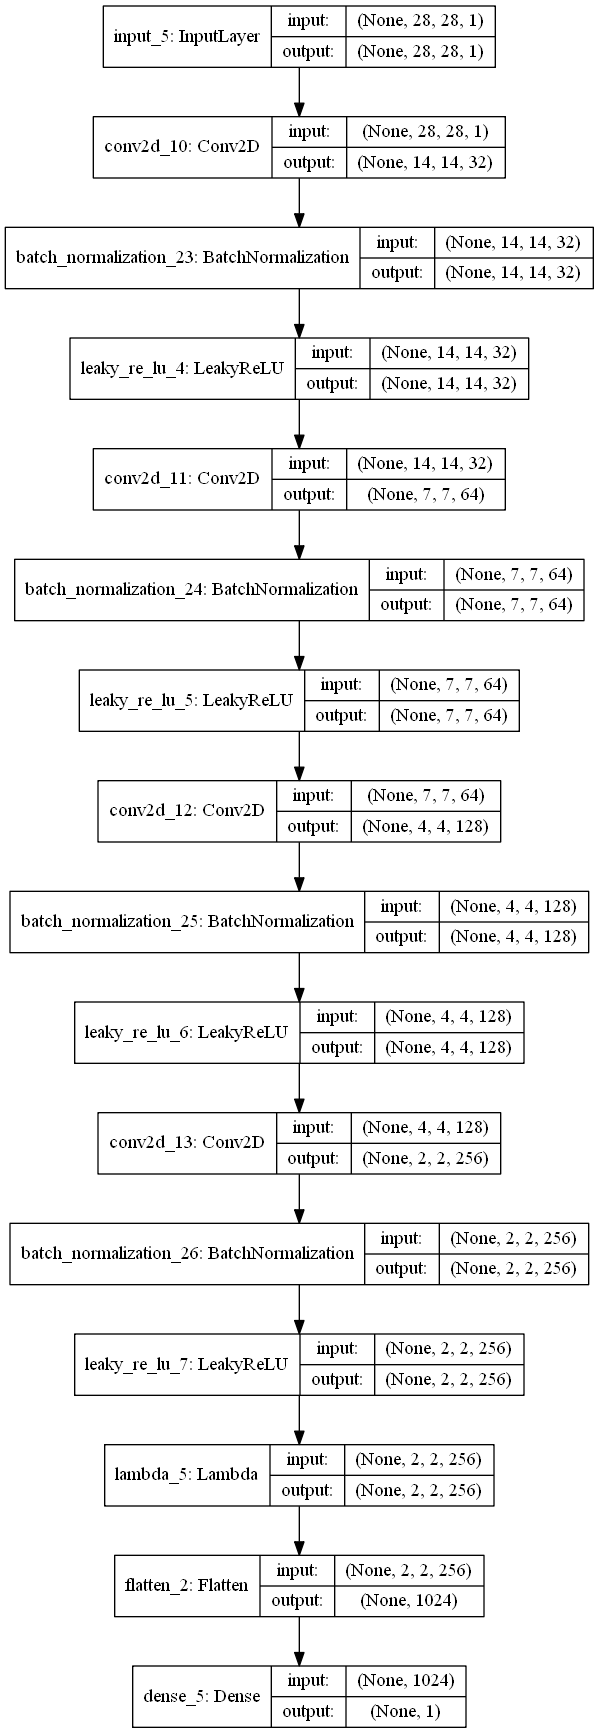 input_5: InputLayer
input: (None, 28, 28, 1)
output: (None, 28, 28, 1)
conv2d_10: Conv2D
input: (None, 28, 28, 1)
output: (None, 14, 14, 32)
batch_normalization_23: BatchNormalization
input: (None, 14, 14, 32)
output: (None, 14, 14, 32)
leaky_re_lu_4: LeakyReLU
input: (None, 14, 14, 32)
output: (None, 14, 14, 32)
conv2d_11: Conv2D
input: (None, 14, 14, 32)
output: (None, 7, 7, 64)
batch_normalization_24: BatchNormalization
input: (None, 7, 7, 64)
output: (None, 7, 7, 64)
leaky_re_lu_5: LeakyReLU
input: (None, 7, 7, 64)
output: (None, 7, 7, 64)
conv2d_12: Conv2D
input: (None, 7, 7, 64)
output: (None, 4, 4, 128)
batch_normalization_25: BatchNormalization
input: (None, 4, 4, 128)
output: (None, 4, 4, 128)
leaky_re_lu_6: LeakyReLU
input: (None, 4, 4, 128)
output: (None, 4, 4, 128)
conv2d_13: Conv2D
input: (None, 4, 4, 128)
output: (None, 2, 2, 256)
batch_normalization_26: BatchNormalization
input: (None, 2, 2, 256)
output: (None, 2, 2, 256)
leaky_re_lu_7: LeakyReLU
input: (None, 2, 2, 256)
output: (None, 2, 2, 256)
lambda_5: Lambda
input: (None, 2, 2, 256)
output: (None, 2, 2, 256)
flatten_2: Flatten
input: (None, 2, 2, 256)
output: (None, 1024)
dense_5: Dense
input: (None, 1024)
output: (None, 1)